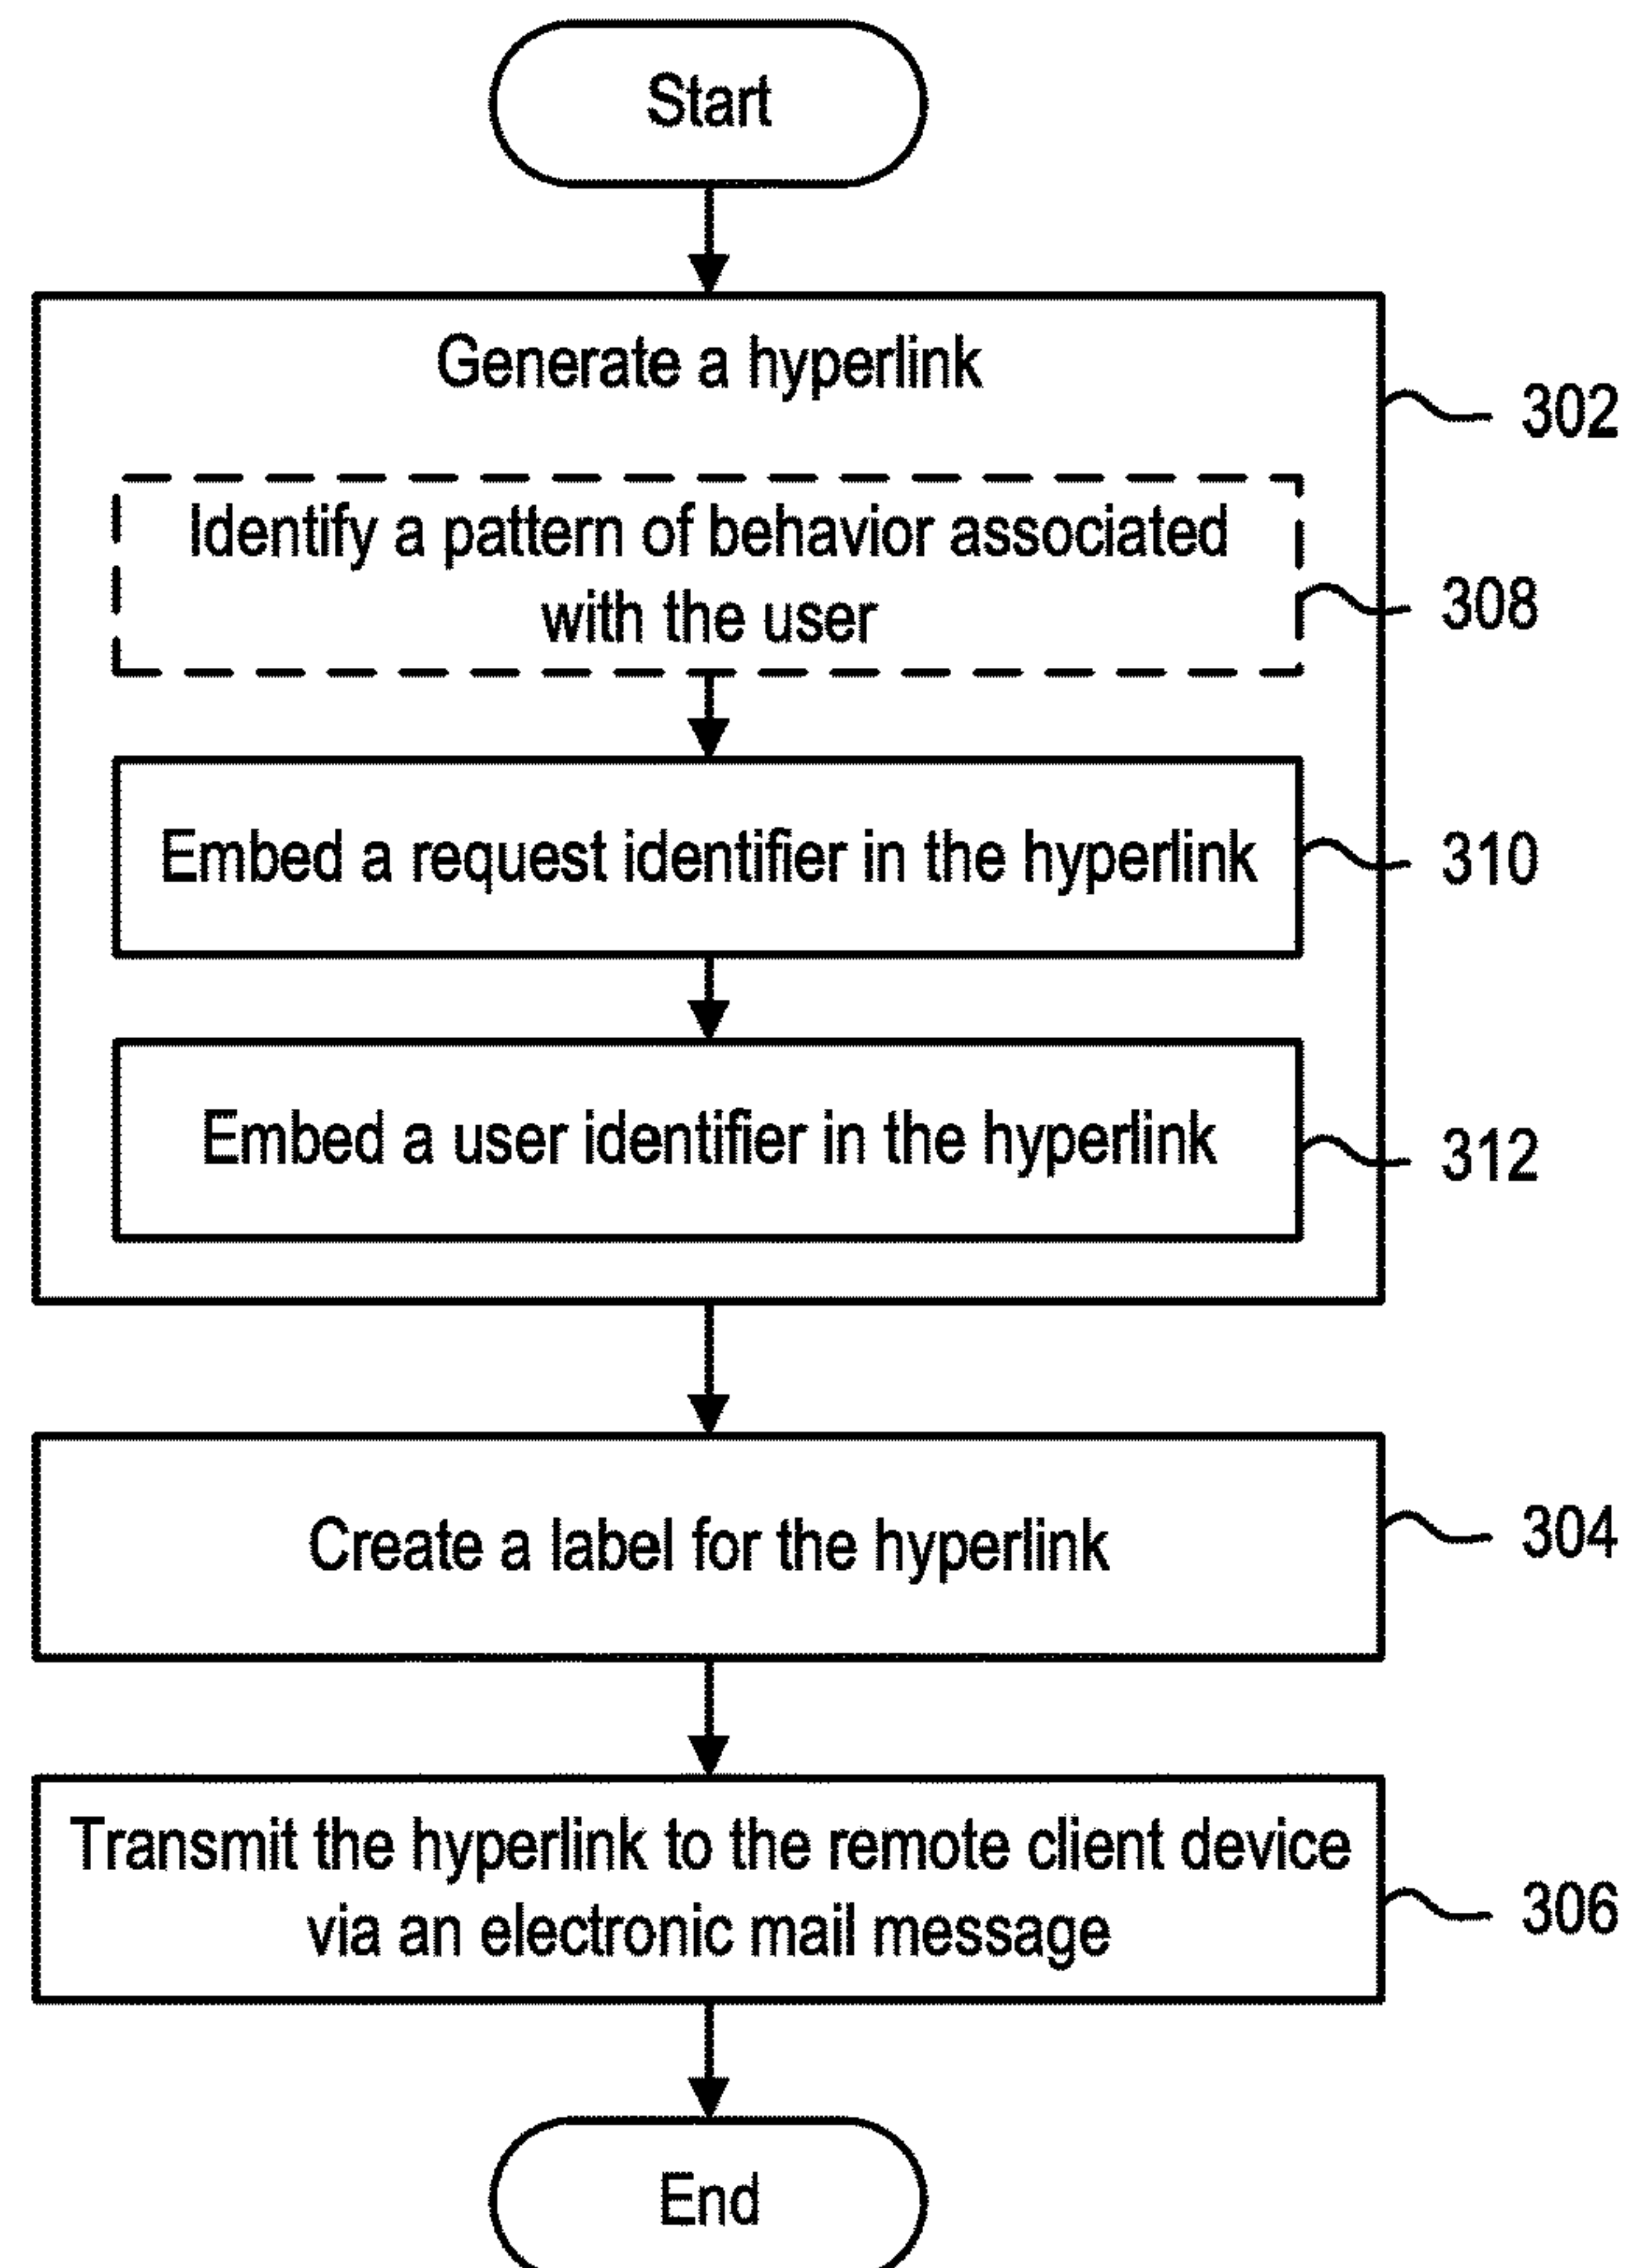 Start
Generate a hyperlink
302
Identify a pattern of behavior associated
with the user
308
Embed a request identifier in the hyperlink
310
Embed a user identifier in the hyperlink
312
Create a label for the hyperlink
304
Transmit the hyperlink to the remote client device
via an electronic mail message
306
End